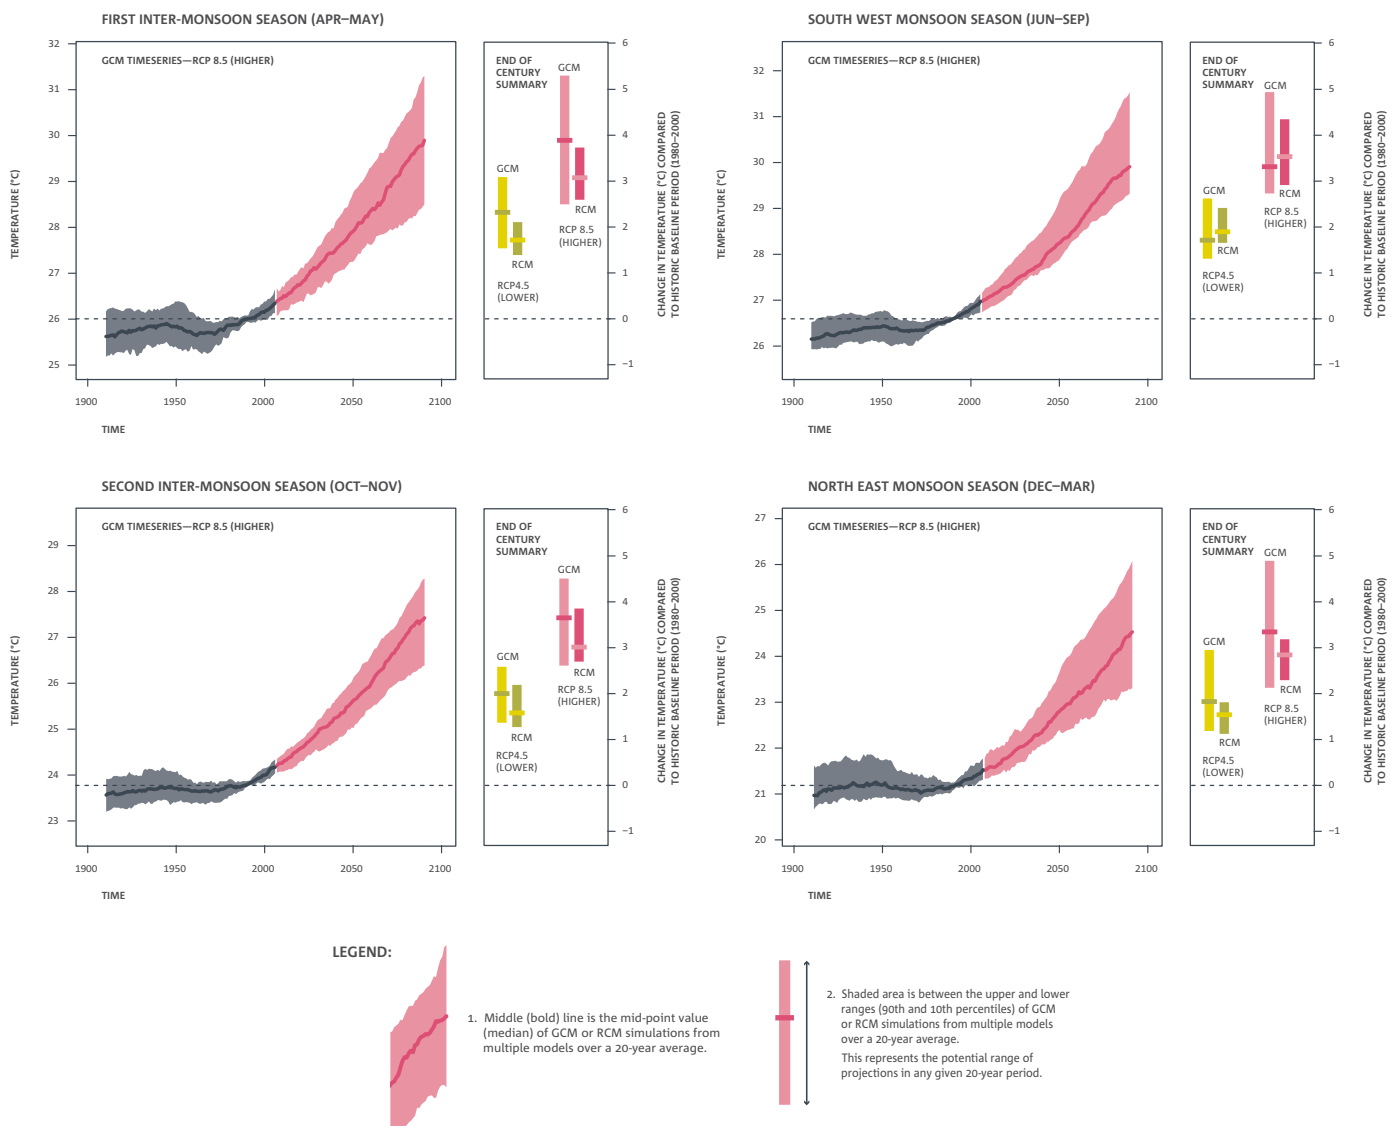 FIRST INTER-MONSOON SEASON (APR–MAY)
GCM TIMESERIES—RCP 8.5 (HIGHER)
TEMPERATURE (°C)
32
31
30
29
28
27
26
25
1900
1950
2000
2050
2100
TIME
END OF
CENTURY
SUMMARY
GCM
GCM
RCM
RCM
RCP 8.5
(HIGHER)
RCP4.5
(LOWER)
6
5
4
3
2
1
0
−1
CHANGE IN TEMPERATURE (°C) COMPARED
TO HISTORIC BASELINE PERIOD (1980–2000)
SOUTH WEST MONSOON SEASON (JUN–SEP)
GCM TIMESERIES—RCP 8.5 (HIGHER)
TEMPERATURE (°C)
32
31
30
29
28
27
26
1900
1950
2000
2050
2100
TIME
END OF
CENTURY
SUMMARY
GCM
GCM
RCM
RCM
RCP 8.5
(HIGHER)
RCP4.5
(LOWER)
6
5
4
3
2
1
0
−1
CHANGE IN TEMPERATURE (°C) COMPARED
TO HISTORIC BASELINE PERIOD (1980–2000)
SECOND INTER-MONSOON SEASON (OCT–NOV)
GCM TIMESERIES—RCP 8.5 (HIGHER)
TEMPERATURE (°C)
29
28
27
26
25
24
23
1900
1950
2000
2050
2100
TIME
END OF
CENTURY
SUMMARY
GCM
GCM
RCM
RCP 8.5
(HIGHER)
RCM
RCP4.5
(LOWER)
6
5
4
3
2
1
0
−1
CHANGE IN TEMPERATURE (°C) COMPARED
TO HISTORIC BASELINE PERIOD (1980–2000)
NORTH EAST MONSOON SEASON (DEC–MAR)
GCM TIMESERIES—RCP 8.5 (HIGHER)
TEMPERATURE (°C)
27
26
25
24
23
22
21
20
1900
1950
2000
2050
2100
TIME
END OF
CENTURY
SUMMARY
GCM
GCM
RCM
RCP 8.5
(HIGHER)
RCM
RCP4.5
(LOWER)
6
5
4
3
2
1
0
−1
CHANGE IN TEMPERATURE (°C) COMPARED
TO HISTORIC BASELINE PERIOD (1980–2000)
LEGEND:
1. Middle (bold) line is the mid-point value
(median) of GCM or RCM simulations from
multiple models over a 20-year average.
2. Shaded area is between the upper and lower
ranges (90th and 10th percentiles) of GCM
or RCM simulations from multiple models
over a 20-year average.
This represents the potential range of
projections in any given 20-year period.